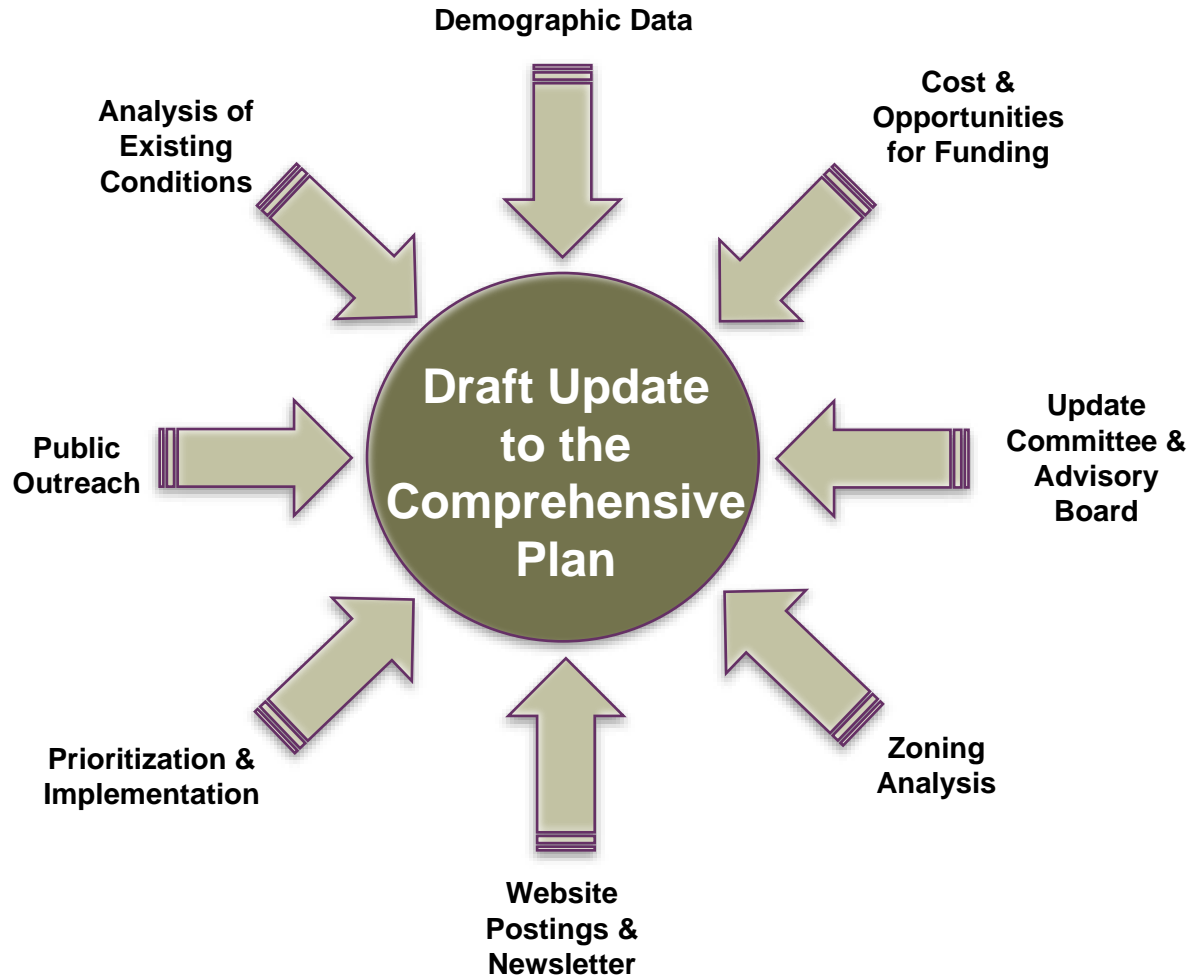 Demographic Data
Cost &
Opportunities
for Funding
Analysis of
Existing
Conditions
Draft Update
to the
Comprehensive
Plan
Update
Committee &
Advisory
Board
Public
Outreach
Zoning
Analysis
Prioritization &
Implementation
Website
Postings &
Newsletter